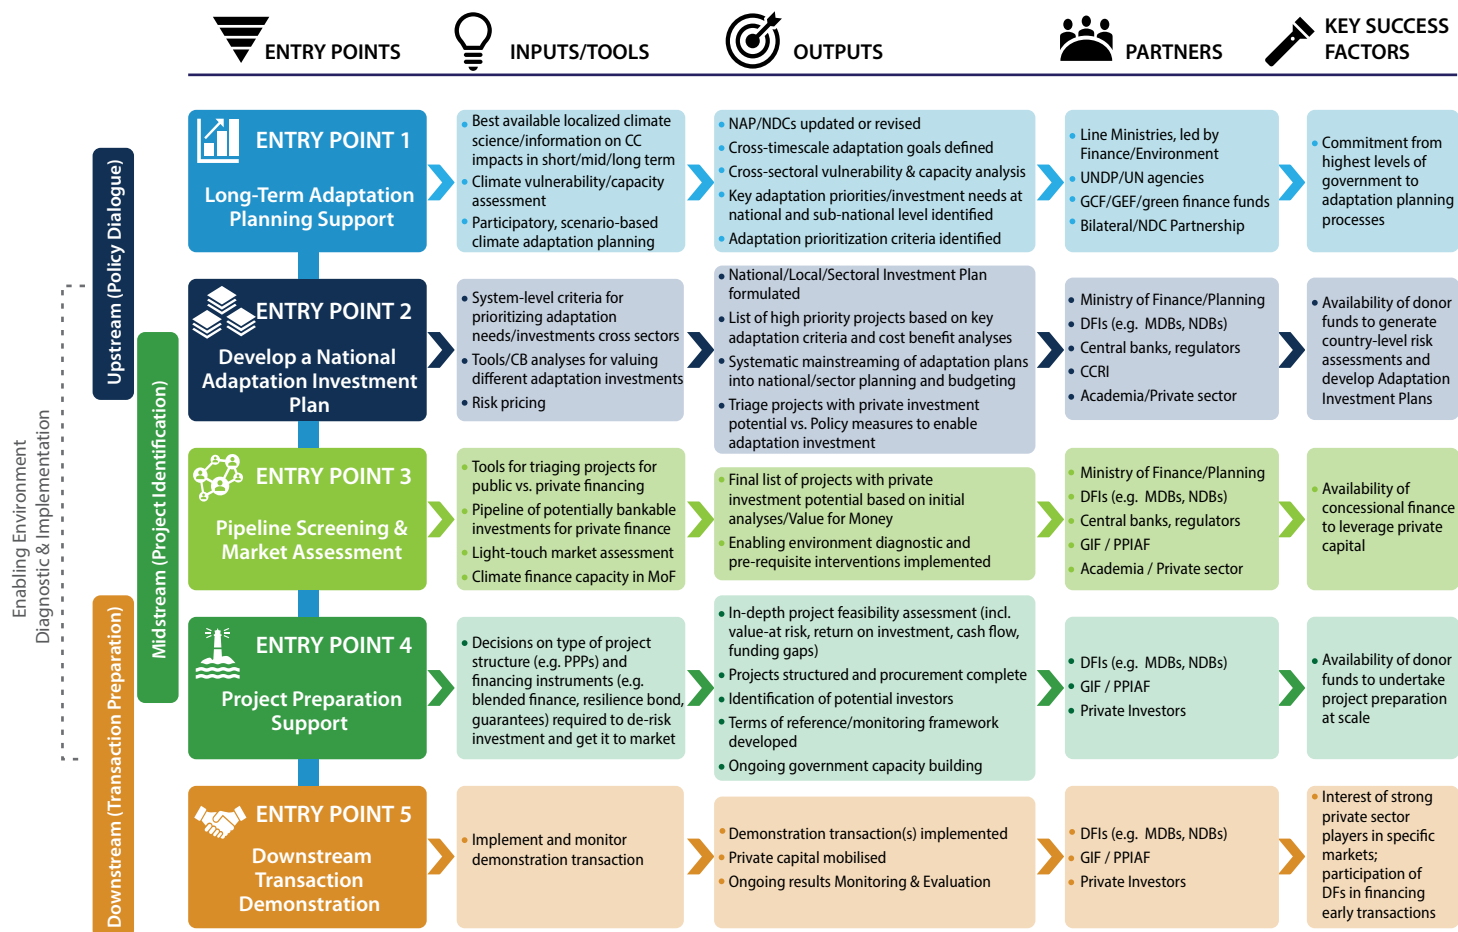 ENTRY POINTS
INPUTS/TOOLS
OUTPUTS
PARTNERS
KEY SUCCESS
FACTORS
Enabling Environment
Diagnostic & Implementation
Upstream (Policy Dialogue)
Midstream (Project Identification)
Downstream (Transaction Preparation)
ENTRY POINT 1
Long-Term Adaptation
Planning Support
• Best available localized climate
science/information on CC
impacts in short/mid/long term
• Climate vulnerability/capacity
assessment
• Participatory, scenario-based
climate adaptation planning
• NAP/NDCs updated or revised
• Cross-timescale adaptation goals defined
• Cross-sectoral vulnerability & capacity analysis
• Key adaptation priorities/investment needs at
national and sub-national level identified
• Adaptation prioritization criteria identified
• Line Ministries, led by
Finance/Environment
• UNDP/UN agencies
• GCF/GEF/green finance funds
• Bilateral/NDC Partnership
• Commitment from
highest levels of
government to
adaptation planning
processes
ENTRY POINT 2
Develop a National
Adaptation Investment
Plan
• System-level criteria for
prioritizing adaptation
needs/investments cross sectors
• Tools/CB analyses for valuing
different adaptation investments
• Risk pricing
• National/Local/Sectoral Investment Plan
formulated
• List of high priority projects based on key
adaptation criteria and cost benefit analyses
• Systematic mainstreaming of adaptation plans
into national/sector planning and budgeting
• Triage projects with private investment
potential vs. Policy measures to enable
adaptation investment
• Ministry of Finance/Planning
• DFIs (e.g. MDBs, NDBs)
• Central banks, regulators
• CCRI
• Academia/Private sector
• Availability of donor
funds to generate
country-level risk
assessments and
develop Adaptation
Investment Plans
ENTRY POINT 3
Pipeline Screening &
Market Assessment
• Tools for triaging projects for
public vs. private financing
• Pipeline of potentially bankable
investments for private finance
• Light-touch market assessment
• Climate finance capacity in MoF
• Final list of projects with private
investment potential based on initial
analyses/Value for Money
• Enabling environment diagnostic and
pre-requisite interventions implemented
• Ministry of Finance/Planning
• DFIs (e.g. MDBs, NDBs)
• Central banks, regulators
• GIF / PPIAF
• Academia / Private sector
• Availability of
concessional finance
to leverage private
capital
ENTRY POINT 4
Project Preparation
Support
• Decisions on type of project
structure (e.g. PPPs) and
financing instruments (e.g.
blended finance, resilience bond,
guarantees) required to de-risk
investment and get it to market
• In-depth project feasibility assessment (incl.
value-at risk, return on investment, cash flow,
funding gaps)
• Projects structured and procurement complete
• Identification of potential investors
• Terms of reference/monitoring framework
developed
• Ongoing government capacity building
• DFIs (e.g. MDBs, NDBs)
• GIF / PPIAF
• Private Investors
• Availability of donor
funds to undertake
project preparation
at scale
ENTRY POINT 5
Downstream
Transaction
Demonstration
• Implement and monitor
demonstration transaction
• Demonstration transaction(s) implemented
• Private capital mobilised
• Ongoing results Monitoring & Evaluation
• DFIs (e.g. MDBs, NDBs)
• GIF / PPIAF
• Private Investors
• Interest of strong
private sector
players in specific
markets;
participation of
DFs in financing
early transactions